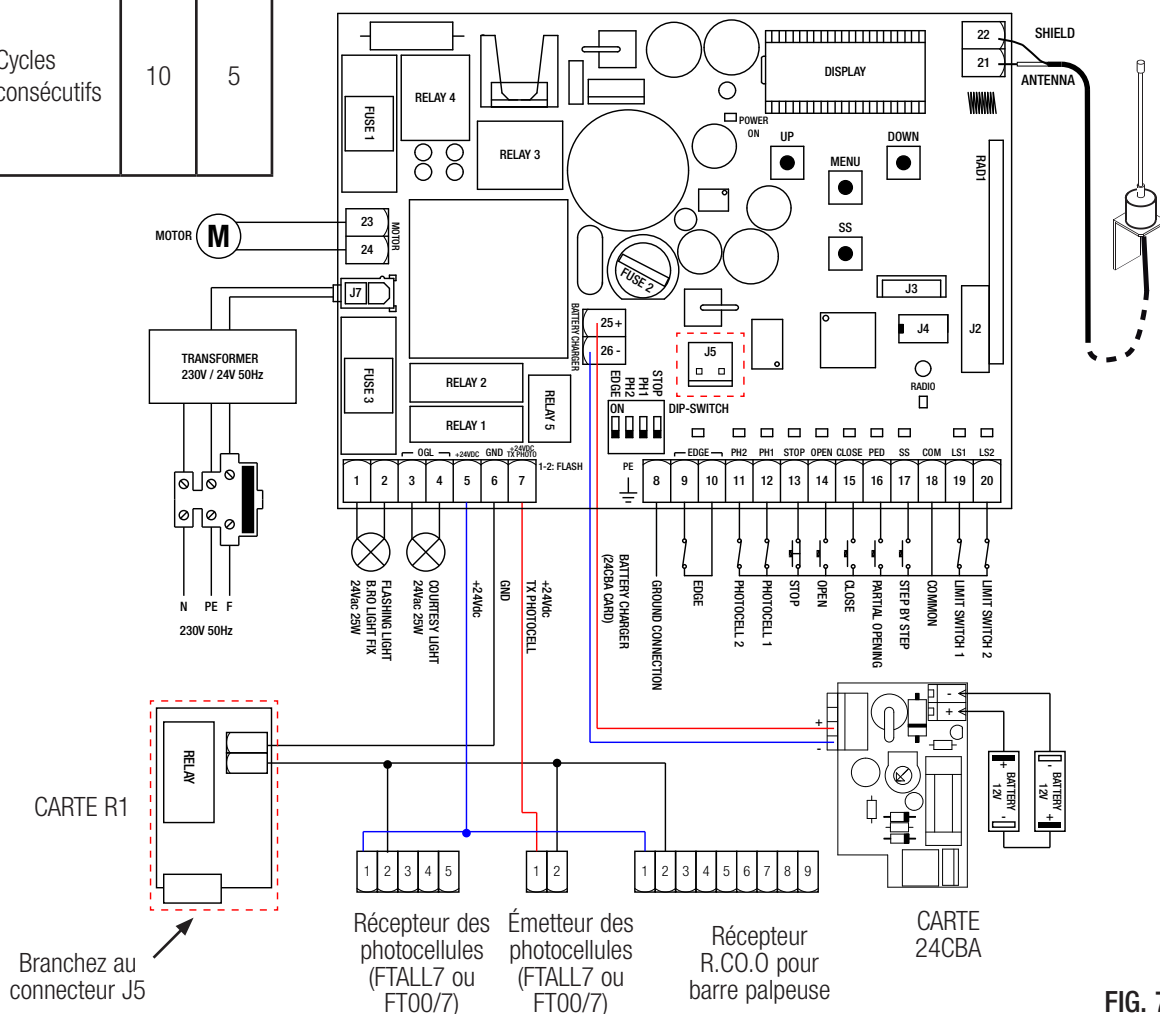 Cycles
consécutifs
10
5
FUSE 1
RELAY 4
RELAY 3
DISPLAY
22
21
SHIELD
ANTENNA
POWER
ON
UP
DOWN
MENU
SS
RAD1
MOTOR
M
23
24
MOTOR
J7
FUSE 2
BATTERY CHARGER
25 +
26 -
J3
J4
J2
J5
RADIO
TRANSFORMER
230V / 24V 50Hz
FUSE 3
RELAY 2
RELAY 1
RELAY 5
EDGE
PH2
PH1
STOP
ON
DIP-SWITCH
OGL
+24VDC
GND
+24VDC
TX PHOTO
1-2: FLASH
PE
EDGE
PH2
PH1
STOP
OPEN
CLOSE
PED
SS
COM
LS1
LS2
1
2
3
4
5
6
7
8
9
10
11
12
13
14
15
16
17
18
19
20
N
PE
F
230V 50Hz
FLASHING LIGHT
B.RO LIGHT FIX
24Vac 25W
COURTESY LIGHT
24Vac 25W
+24Vdc
GND
+24Vdc
TX PHOTOCELL
BATTERY CHARGER
(24CBA CARD)
GROUND CONNECTION
EDGE
PHOTOCELL 2
PHOTOCELL 1
STOP
OPEN
CLOSE
PARTIAL OPENING
STEP BY STEP
COMMON
LIMIT SWITCH 1
LIMIT SWITCH 2
RELAY
CARTE R1
Branchez au
connecteur J5
1 2 3 4 5
Récepteur des
photocellules
(FTALL7 ou
FT00/7)
1 2
Émetteur des
photocellules
(FTALL7 ou
FT00/7)
1 2 3 4 5 6 7 8 9
Récepteur
R.CO.O pour
barre palpeuse
+
-
-
+
+ BATTERY -
12V
- BATTERY +
12V
CARTE
24CBA
FIG. 7